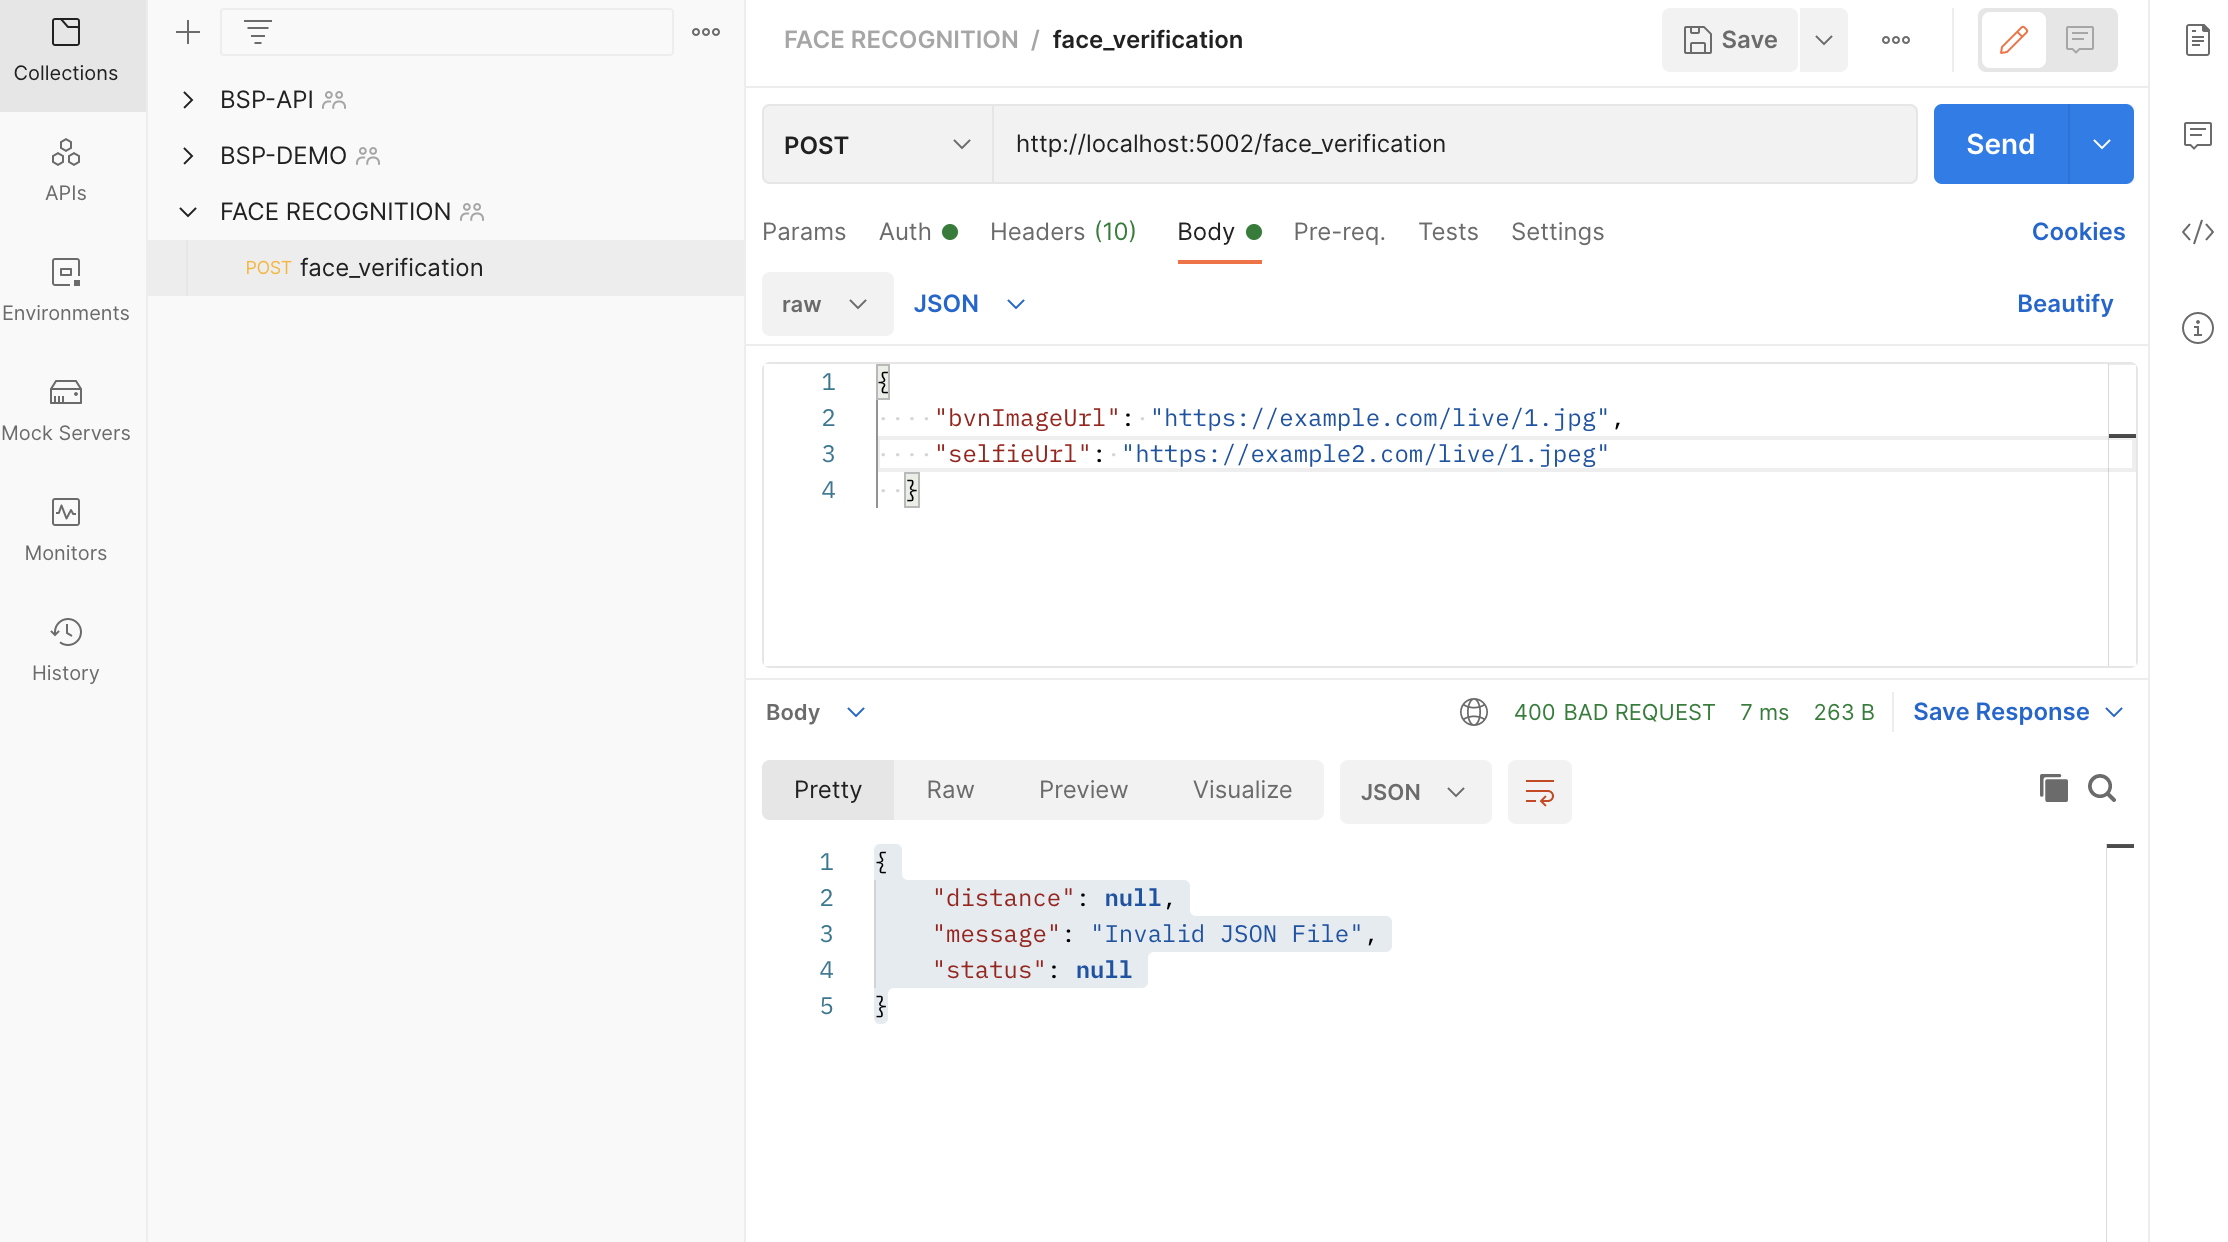 Collections
APIs
Environments
Mock Servers
Monitors
History
BSP-API
BSP-DEMO
FACE RECOGNITION
POST face_verification
FACE RECOGNITION / face_verification
Save
POST
http://localhost:5002/face_verification
Send
Params Auth Headers (10) Body Pre-req. Tests Settings Cookies
raw JSON Beautify
1 {
2 "bvnImageUrl": "https://example.com/live/1.jpg",
3 "selfieUrl": "https://example2.com/live/1.jpeg"
4 }
Body 400 BAD REQUEST 7 ms 263 B Save Response
Pretty Raw Preview Visualize JSON
1 {
2 "distance": null,
3 "message": "Invalid JSON File",
4 "status": null
5 }